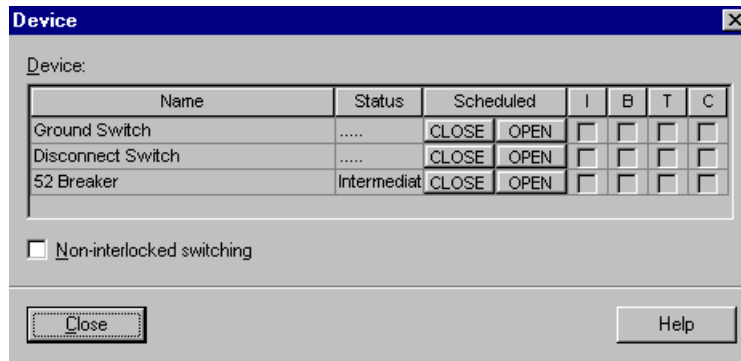 Device
Device:
Name Status Scheduled I B T C
Ground Switch ..... CLOSE OPEN
Disconnect Switch ..... CLOSE OPEN
52 Breaker Intermediat CLOSE OPEN
Non-interlocked switching
Close Help